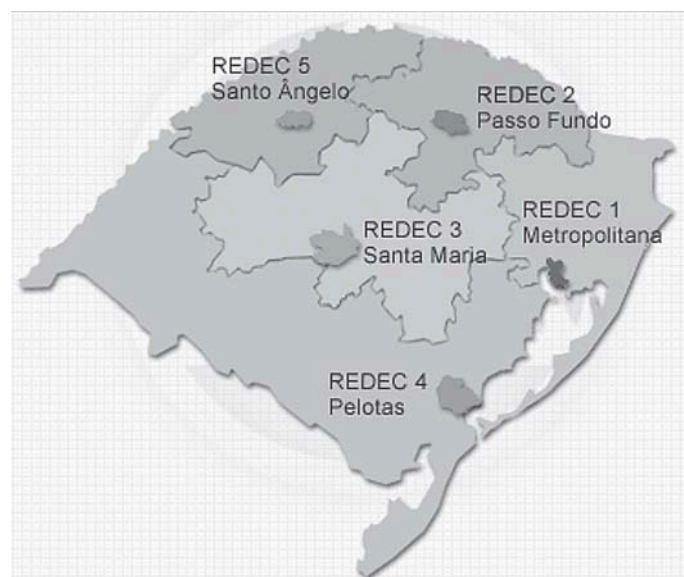 REDEC 5
Santo Ângelo
REDEC 2
Passo Fundo
REDEC 1
Metropolitana
REDEC 3
Santa Maria
REDEC 4
Pelotas